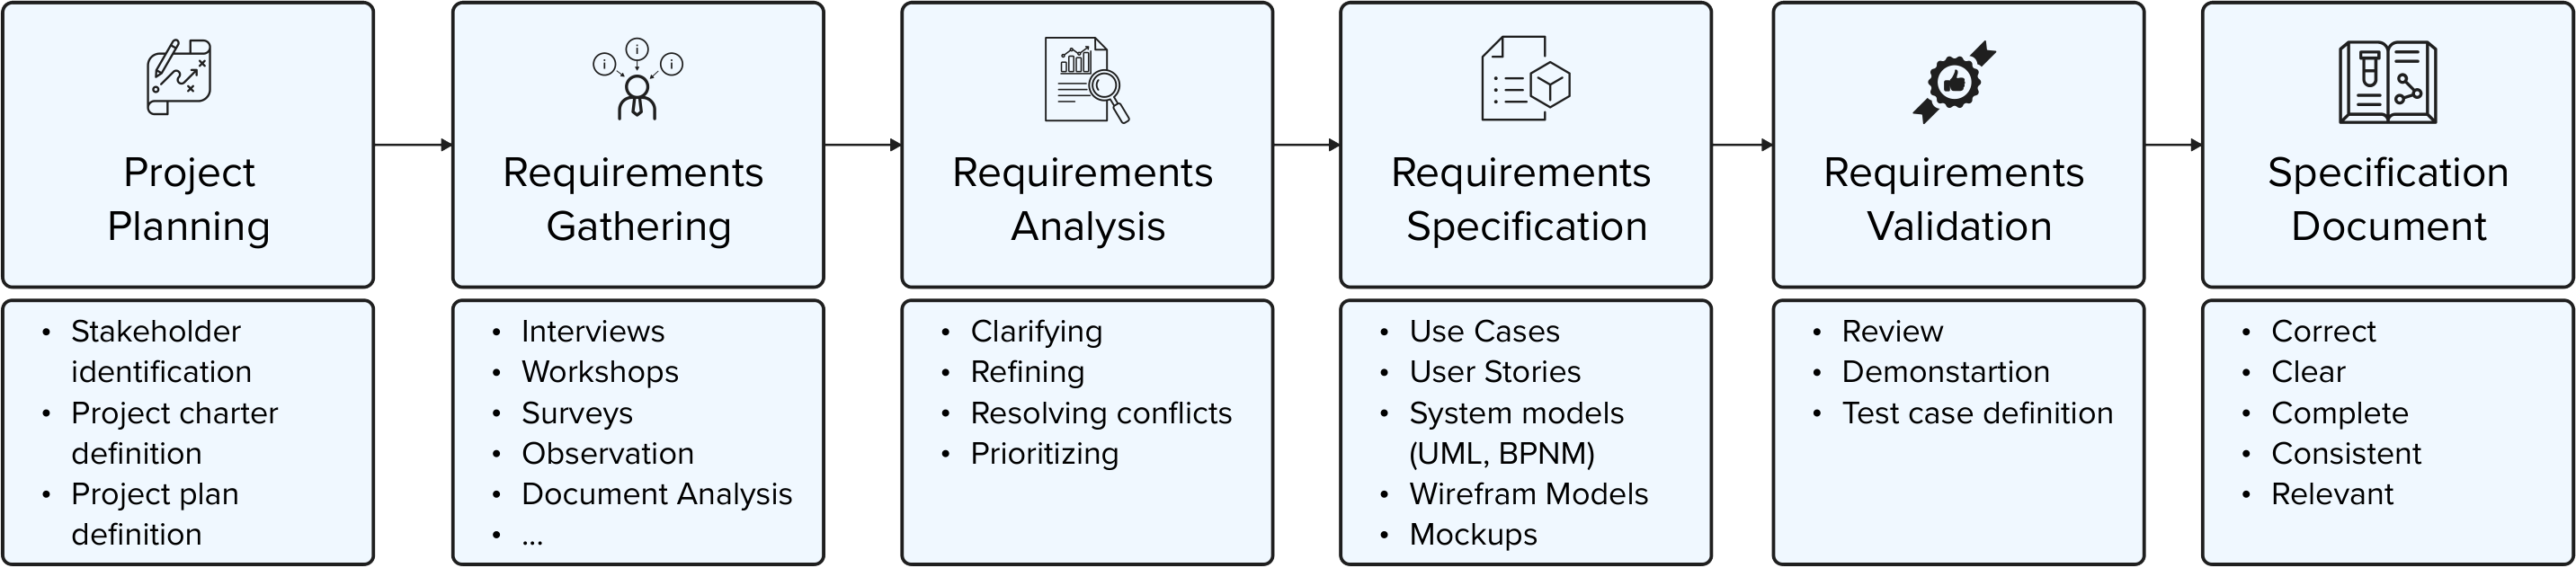 Project
Planning
• Stakeholder
identification
• Project charter
definition
• Project plan
definition
Requirements
Gathering
• Interviews
• Workshops
• Surveys
• Observation
• Document Analysis
• ...
Requirements
Analysis
• Clarifying
• Refining
• Resolving conflicts
• Prioritizing
Requirements
Specification
• Use Cases
• User Stories
• System models
(UML, BPNM)
• Wirefram Models
• Mockups
Requirements
Validation
• Review
• Demonstartion
• Test case definition
Specification
Document
• Correct
• Clear
• Complete
• Consistent
• Relevant